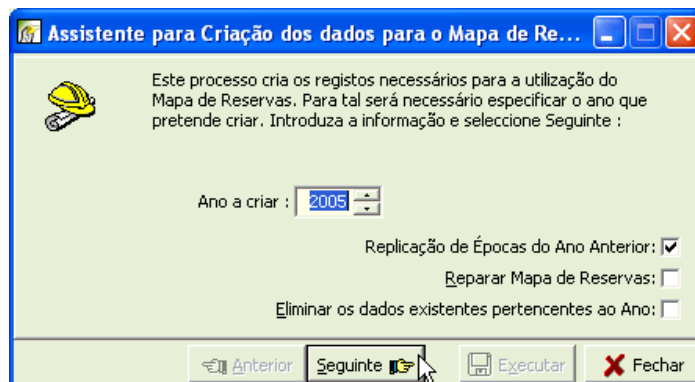 Assistente para Criação dos dados para o Mapa de Re...
Este processo cria os registos necessários para a utilização do
Mapa de Reservas. Para tal será necessário especificar o ano que
pretende criar. Introduza a informação e seleccione Seguinte :
Ano a criar : 2005
Replicação de Épocas do Ano Anterior:
Reparar Mapa de Reservas:
Eliminar os dados existentes pertencentes ao Ano:
Anterior Seguinte Executar Fechar